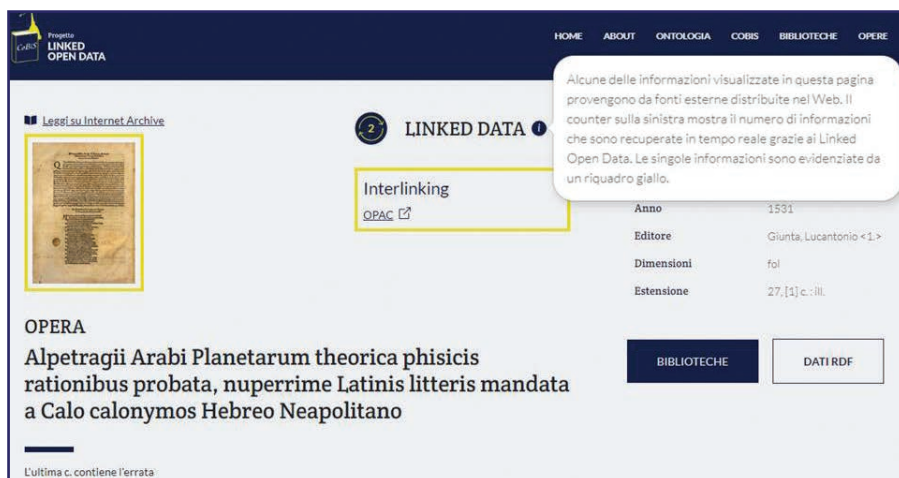 CoBiS
Progetto
LINKED
OPEN DATA
HOME ABOUT ONTOLOGIA COBIS BIBLIOTECHE OPERE
Alcune delle informazioni visualizzate in questa pagina
provengono da fonti esterne distribuite nel Web. Il
counter sulla sinistra mostra il numero di informazioni
che sono recuperate in tempo reale grazie ai Linked
Open Data. Le singole informazioni sono evidenziate da
un riquadro giallo.
Leggi su Internet Archive
2 LINKED DATA i
Interlinking
OPAC
Anno 1531
Editore Giunta, Lucantonio <1.>
Dimensioni fol
Estensione 27, [1] c. : ill.
OPERA
Alpetragii Arabi Planetarum theorica phisicis
rationibus probata, nuperrime Latinis litteris mandata
a Calo calonymos Hebreo Neapolitano
BIBLIOTECHE DATI RDF
L'ultima c. contiene l'errata